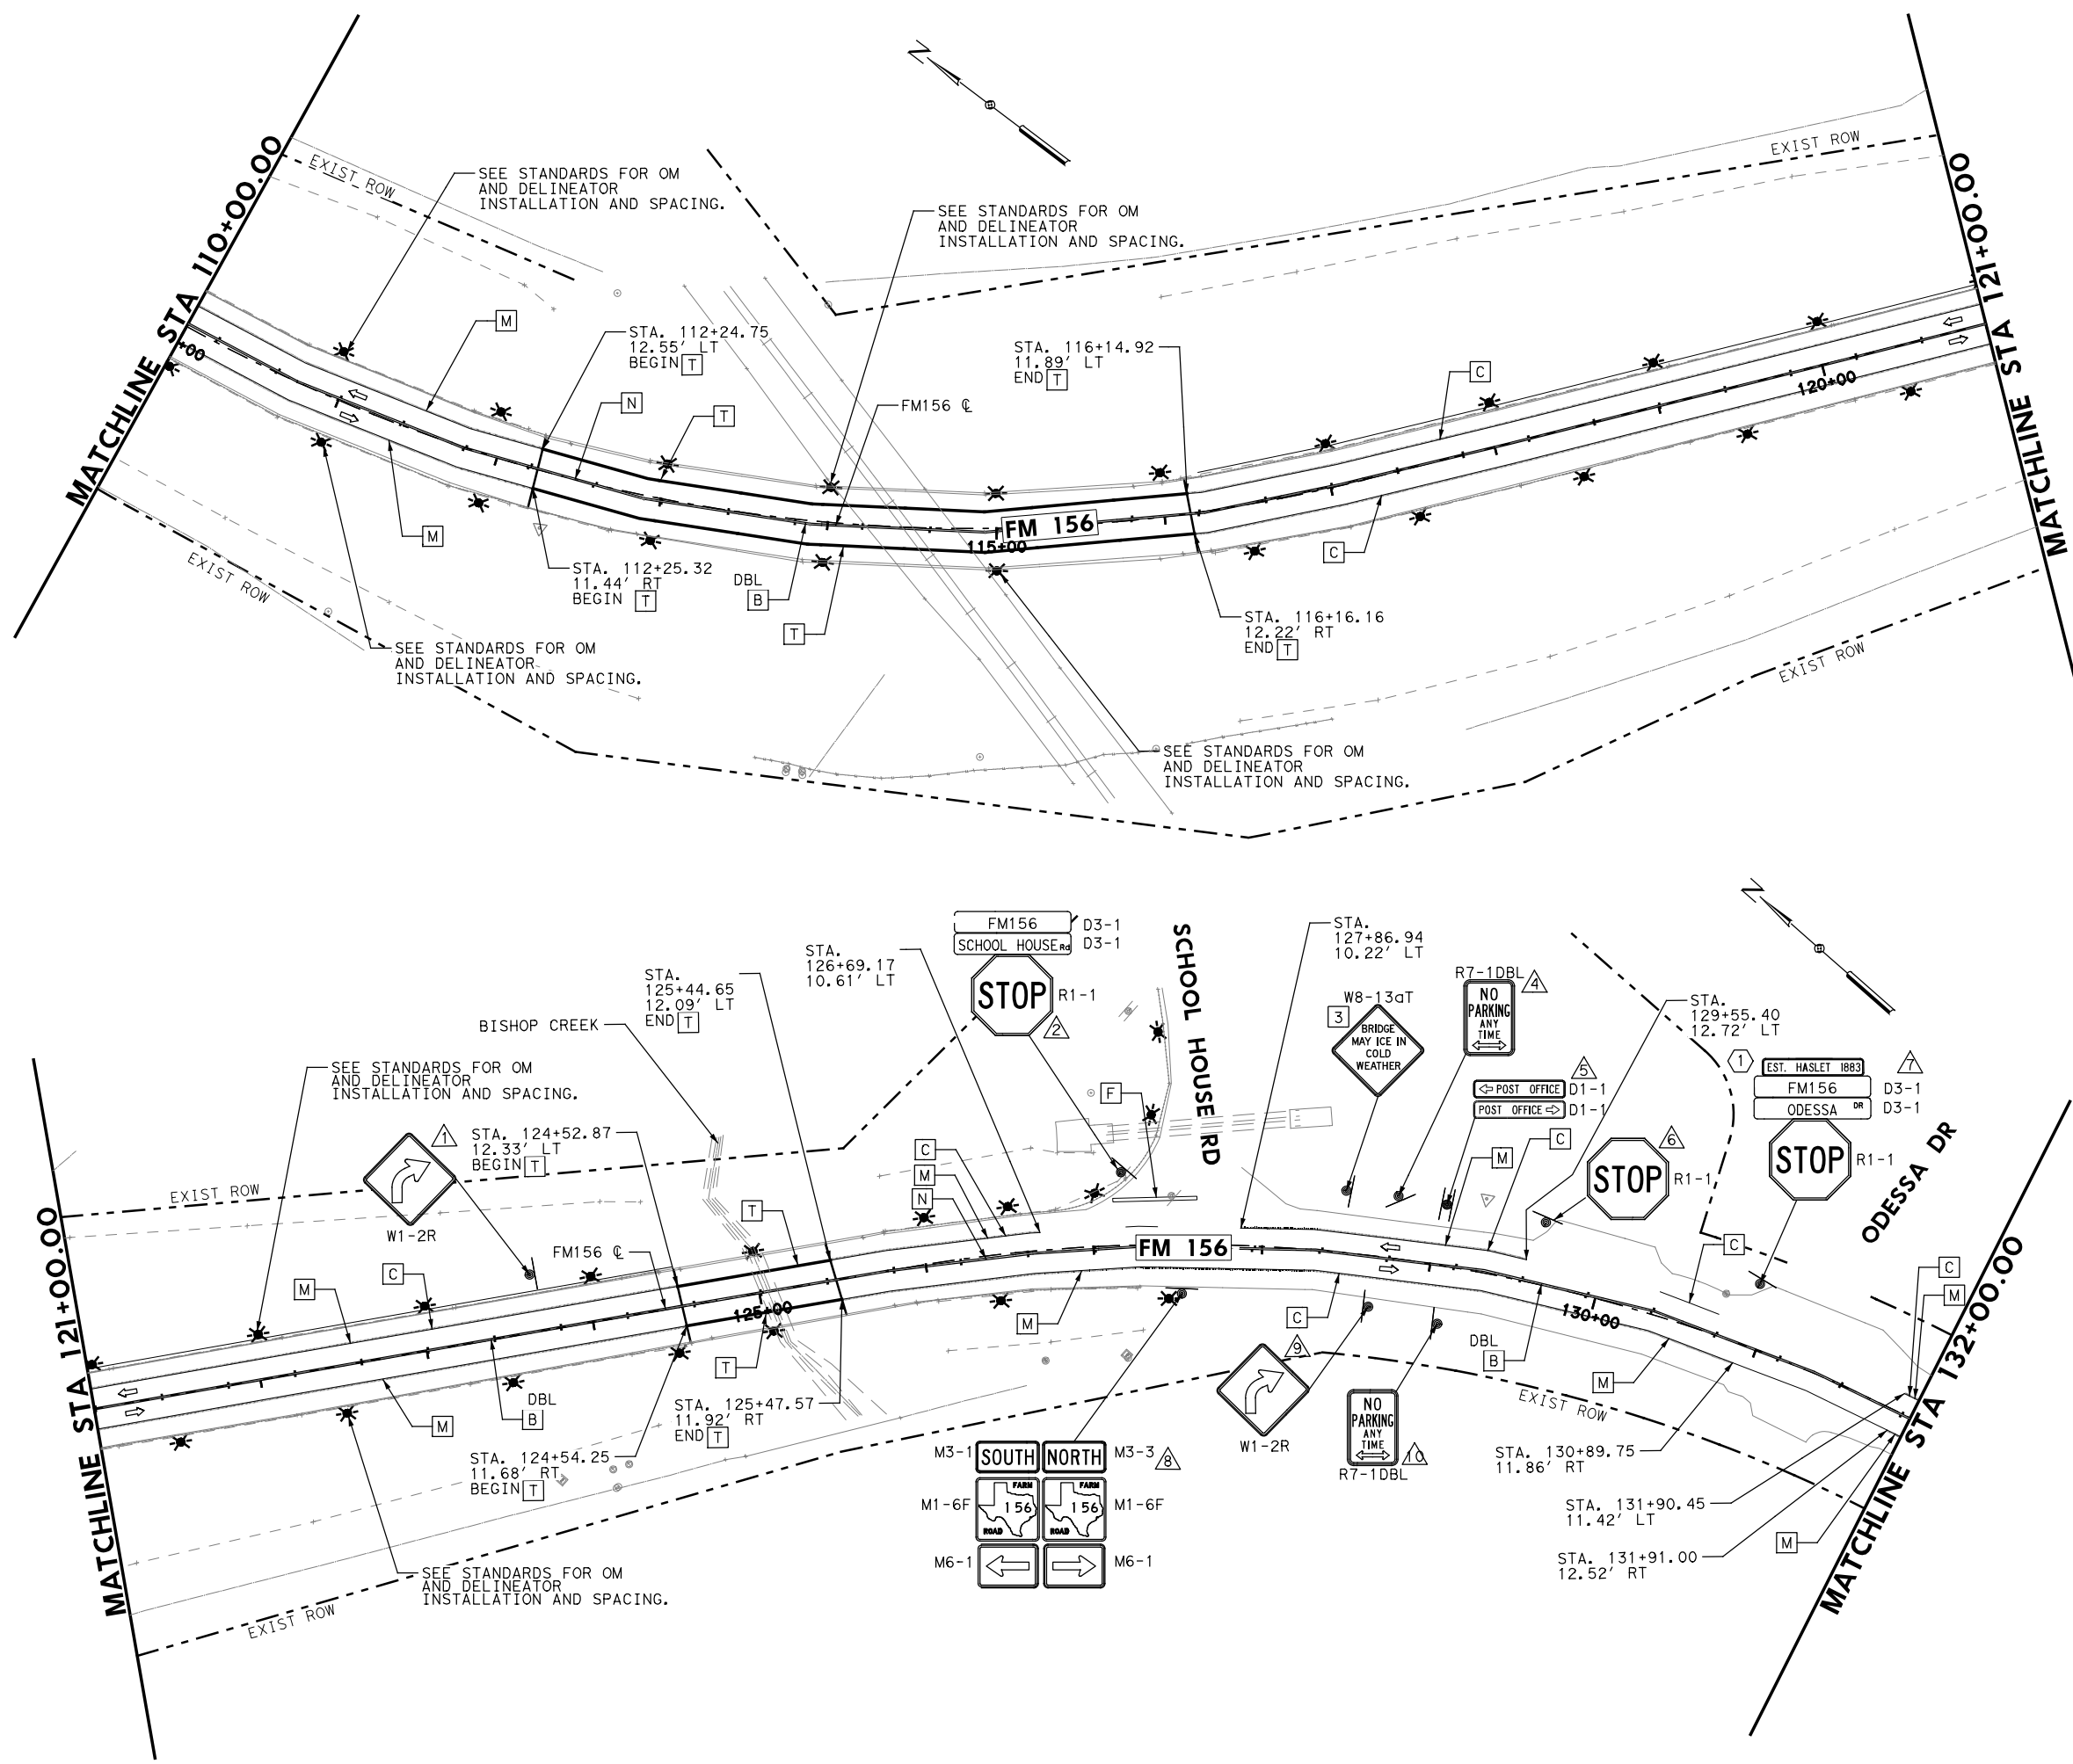 MATCHLINE STA 110+00.00
EXIST ROW
SEE STANDARDS FOR OM
AND DELINEATOR
INSTALLATION AND SPACING.
N
SEE STANDARDS FOR OM
AND DELINEATOR
INSTALLATION AND SPACING.
EXIST ROW
MATCHLINE STA 121+00.00
+00
M
STA. 112+24.75
12.55' LT
BEGIN T
N
T
FM156 ℄
STA. 116+14.92
11.89' LT
END T
C
120+00
M
EXIST ROW
STA. 112+25.32
11.44' RT
BEGIN T
DBL
B
T
FM 156
115+00
C
STA. 116+16.16
12.22' RT
END T
EXIST ROW
SEE STANDARDS FOR OM
AND DELINEATOR
INSTALLATION AND SPACING.
SEE STANDARDS FOR OM
AND DELINEATOR
INSTALLATION AND SPACING.
MATCHLINE STA 121+00.00
EXIST ROW
SEE STANDARDS FOR OM
AND DELINEATOR
INSTALLATION AND SPACING.
BISHOP CREEK
1
W1-2R
STA. 124+52.87
12.33' LT
BEGIN T
STA.
125+44.65
12.09' LT
END T
STA.
126+69.17
10.61' LT
FM156 D3-1
SCHOOL HOUSE Rd D3-1
STOP R1-1
2
SCHOOL HOUSE RD
F
STA.
127+86.94
10.22' LT
W8-13aT
3
BRIDGE
MAY ICE IN
COLD
WEATHER
R7-1DBL
4
NO
PARKING
ANY
TIME
5
POST OFFICE D1-1
POST OFFICE D1-1
N
STA.
129+55.40
12.72' LT
STOP R1-1
6
1
7
EST. HASLET 1883
FM156 D3-1
ODESSA DR D3-1
STOP R1-1
ODESSA DR
C
M
N
T
FM156 ℄
C
M
125+00
FM 156
M
C
C
C
M
130+00
M
DBL
B
T
STA. 125+47.57
11.92' RT
END T
STA. 124+54.25
11.68' RT
BEGIN T
M
C
9
W1-2R
NO
PARKING
ANY
TIME
10
R7-1DBL
DBL
B
M
EXIST ROW
STA. 130+89.75
11.86' RT
STA. 131+90.45
11.42' LT
STA. 131+91.00
12.52' RT
M
MATCHLINE STA 132+00.00
M3-1 SOUTH NORTH M3-3
8
M1-6F FARM 156 ROAD FARM 156 ROAD M1-6F
M6-1 M6-1
SEE STANDARDS FOR OM
AND DELINEATOR
INSTALLATION AND SPACING.
EXIST ROW